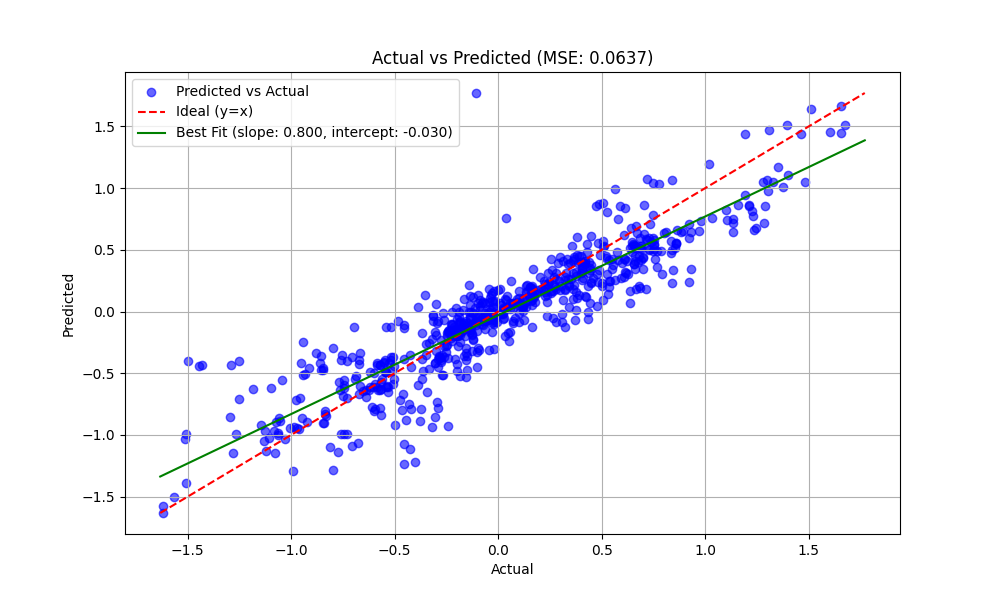 Actual vs Predicted (MSE: 0.0637)
Predicted vs Actual
Ideal (y=x)
Best Fit (slope: 0.800, intercept: -0.030)
Predicted
1.5
1.0
0.5
0.0
−0.5
−1.0
−1.5
−1.5 −1.0 −0.5 0.0 0.5 1.0 1.5
Actual